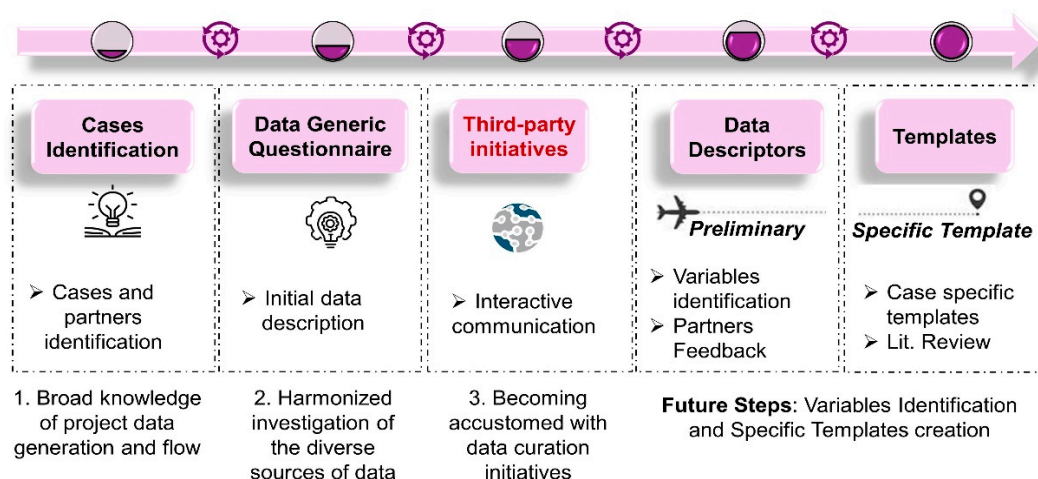 Cases
Identification
Data Generic
Questionnaire
Third-party
initiatives
Data
Descriptors
Templates
Preliminary
Specific Template
➢ Cases and
partners
identification
➢ Initial data
description
➢ Interactive
communication
➢ Variables
identification
➢ Partners
Feedback
➢ Case specific
templates
➢ Lit. Review
1. Broad knowledge
of project data
generation and flow
2. Harmonized
investigation of
the diverse
sources of data
3. Becoming
accustomed with
data curation
initiatives
Future Steps: Variables Identification
and Specific Templates creation